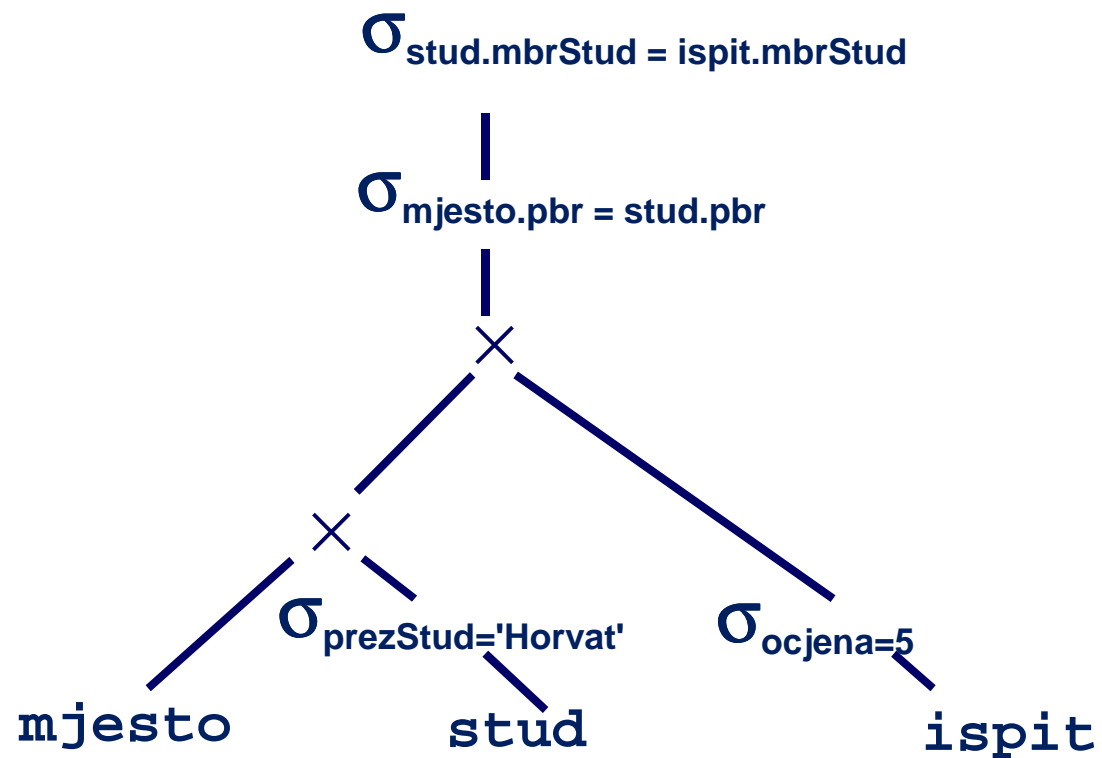 σstud.mbrStud = ispit.mbrStud
σmjesto.pbr = stud.pbr
×
×
σprezStud='Horvat' σocjena=5
mjesto stud ispit